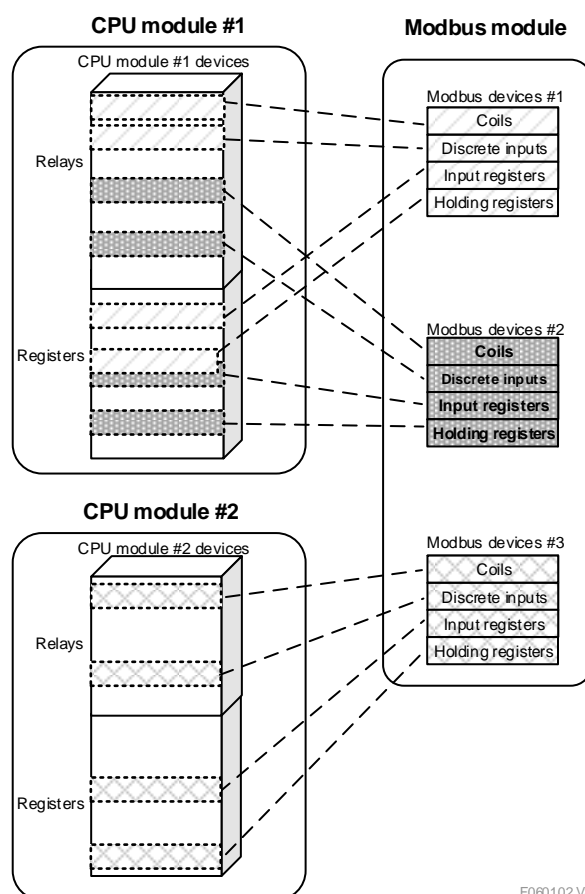 CPU module #1
Modbus module
CPU module #1 devices
Relays
Registers
Modbus devices #1
Coils
Discrete inputs
Input registers
Holding registers
Modbus devices #2
Coils
Discrete inputs
Input registers
Holding registers
CPU module #2
CPU module #2 devices
Relays
Registers
Modbus devices #3
Coils
Discrete inputs
Input registers
Holding registers